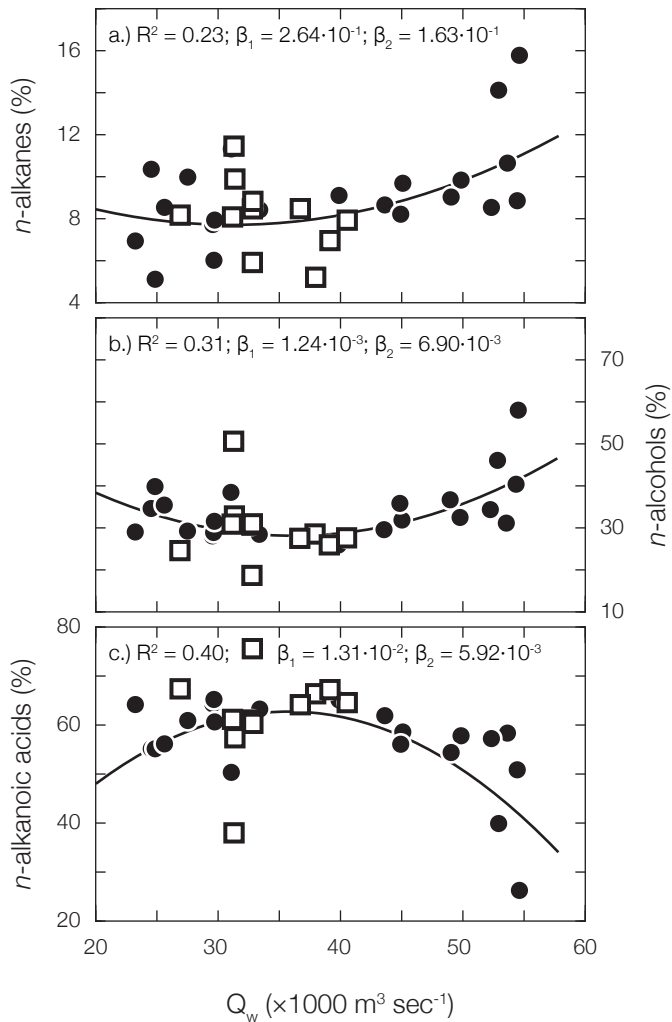 a.) R² = 0.23; β₁ = 2.64·10⁻¹; β₂ = 1.63·10⁻¹
16
12
8
4
n-alkanes (%)
b.) R² = 0.31; β₁ = 1.24·10⁻³; β₂ = 6.90·10⁻³
70
50
30
10
n-alcohols (%)
c.) R² = 0.40; β₁ = 1.31·10⁻²; β₂ = 5.92·10⁻³
80
60
40
20
n-alkanoic acids (%)
20 30 40 50 60
Q_w (×1000 m³ sec⁻¹)